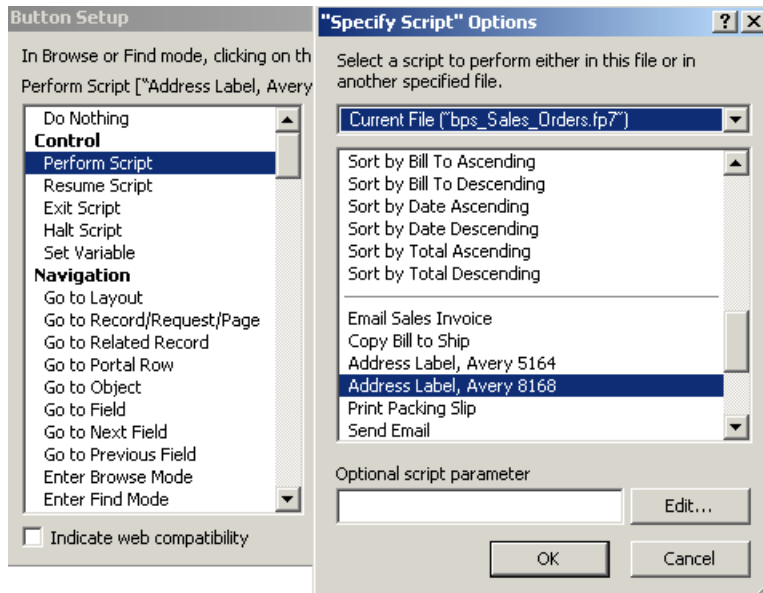 Button Setup
In Browse or Find mode, clicking on th
Perform Script ["Address Label, Avery
Do Nothing
Control
Perform Script
Resume Script
Exit Script
Halt Script
Set Variable
Navigation
Go to Layout
Go to Record/Request/Page
Go to Related Record
Go to Portal Row
Go to Object
Go to Field
Go to Next Field
Go to Previous Field
Enter Browse Mode
Enter Find Mode
Indicate web compatibility
"Specify Script" Options
Select a script to perform either in this file or in
another specified file.
Current File ("bps_Sales_Orders.fp7")
Sort by Bill To Ascending
Sort by Bill To Descending
Sort by Date Ascending
Sort by Date Descending
Sort by Total Ascending
Sort by Total Descending
Email Sales Invoice
Copy Bill to Ship
Address Label, Avery 5164
Address Label, Avery 8168
Print Packing Slip
Send Email
Optional script parameter
Edit...
OK
Cancel